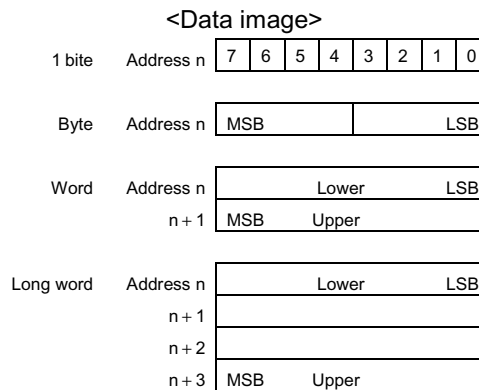 <Data image>
1 bite Address n 7 6 5 4 3 2 1 0
Byte Address n MSB LSB
Word Address n Lower LSB
n + 1 MSB Upper
Long word Address n Lower LSB
n + 1
n + 2
n + 3 MSB Upper